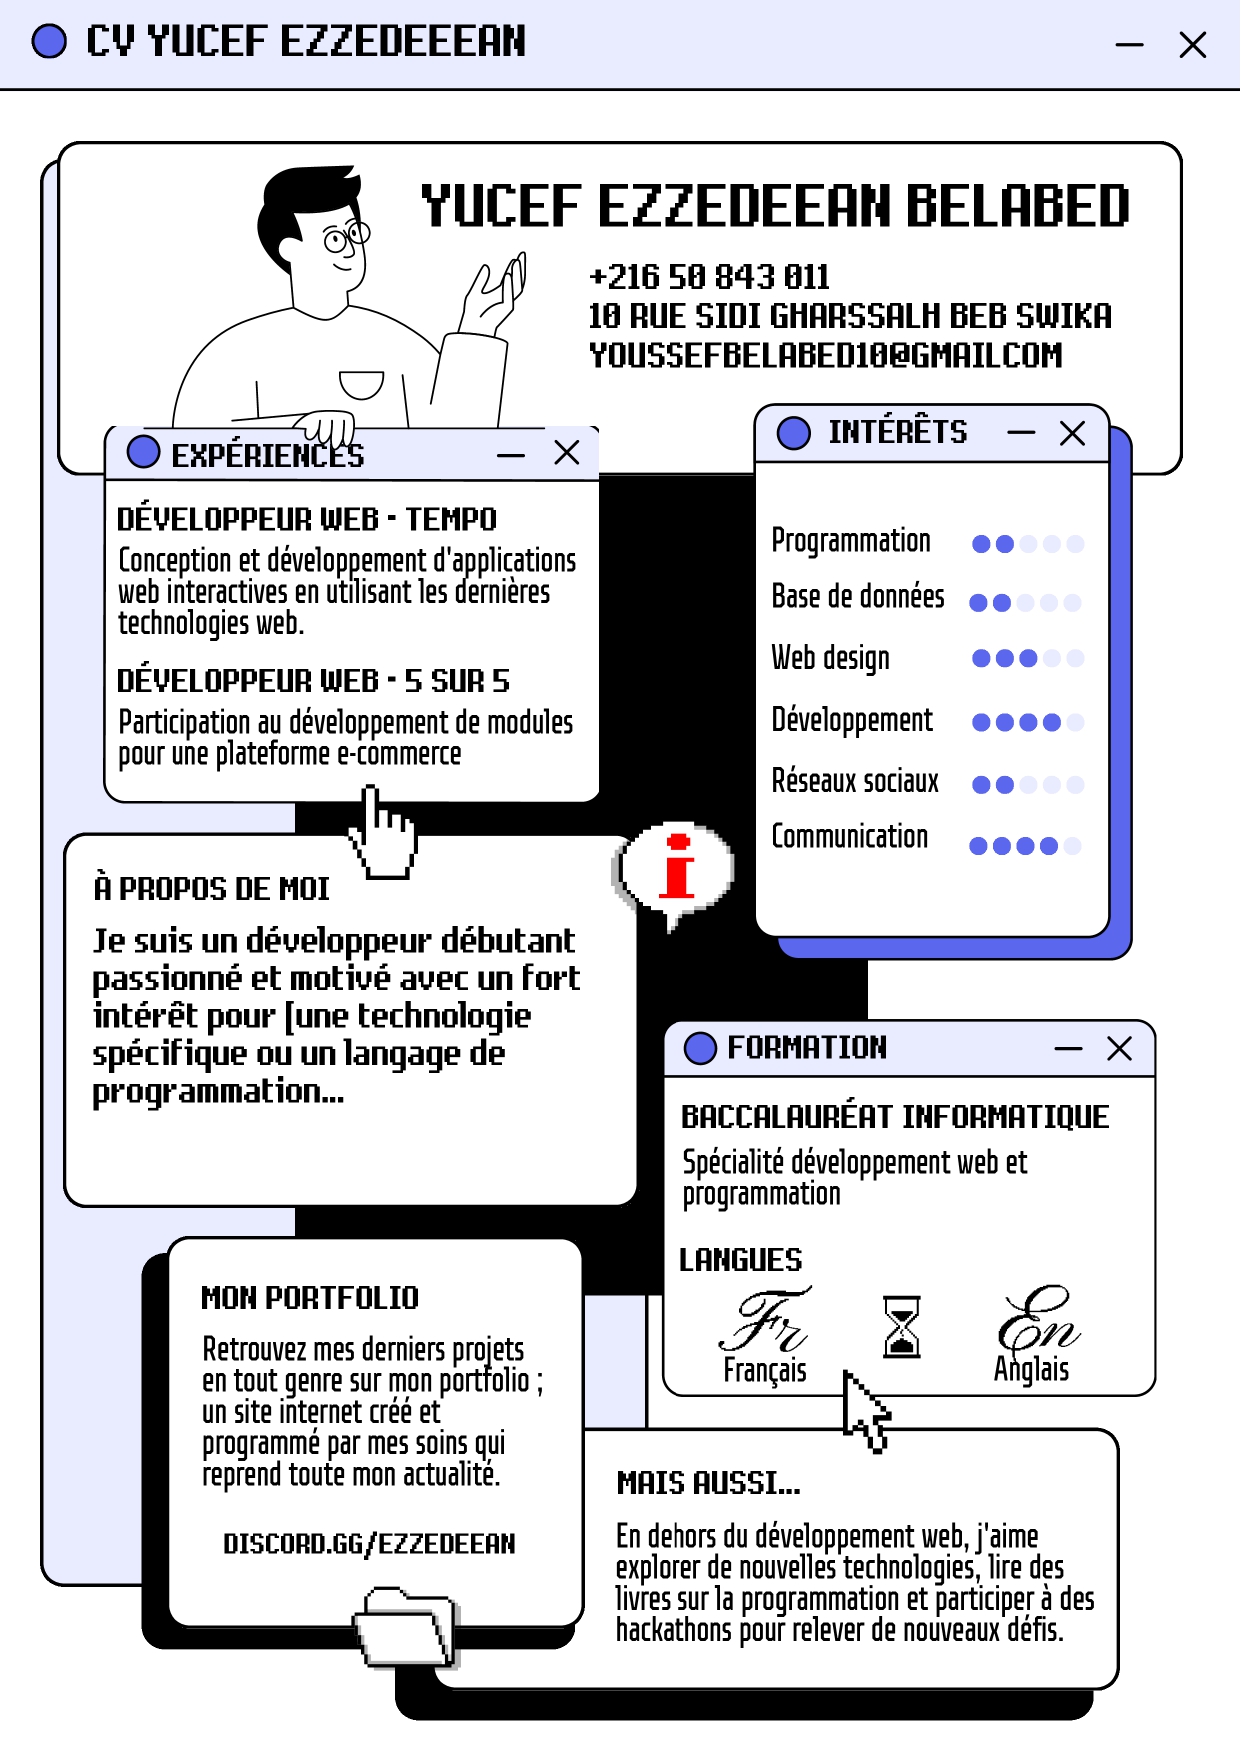 CV YUCEF EZZEDEEEAN
YUCEF EZZEDEEAN BELABED
+216 50 843 011
10 RUE SIDI GHARSSALH BEB SWIKA
YOUSSEFBELABED10@GMAILCOM
EXPÉRIENCES
DÉVELOPPEUR WEB - TEMPO
Conception et développement d'applications
web interactives en utilisant les dernières
technologies web.
DÉVELOPPEUR WEB - 5 SUR 5
Participation au développement de modules
pour une plateforme e-commerce
INTÉRÊTS
Programmation
Base de données
Web design
Développement
Réseaux sociaux
Communication
i
À PROPOS DE MOI
Je suis un développeur débutant
passionné et motivé avec un fort
intérêt pour [une technologie
spécifique ou un langage de
programmation...
FORMATION
BACCALAURÉAT INFORMATIQUE
Spécialité développement web et
programmation
LANGUES
Fr
En
Français
Anglais
MON PORTFOLIO
Retrouvez mes derniers projets
en tout genre sur mon portfolio ;
un site internet créé et
programmé par mes soins qui
reprend toute mon actualité.
DISCORD.GG/EZZEDEEAN
MAIS AUSSI...
En dehors du développement web, j'aime
explorer de nouvelles technologies, lire des
livres sur la programmation et participer à des
hackathons pour relever de nouveaux défis.